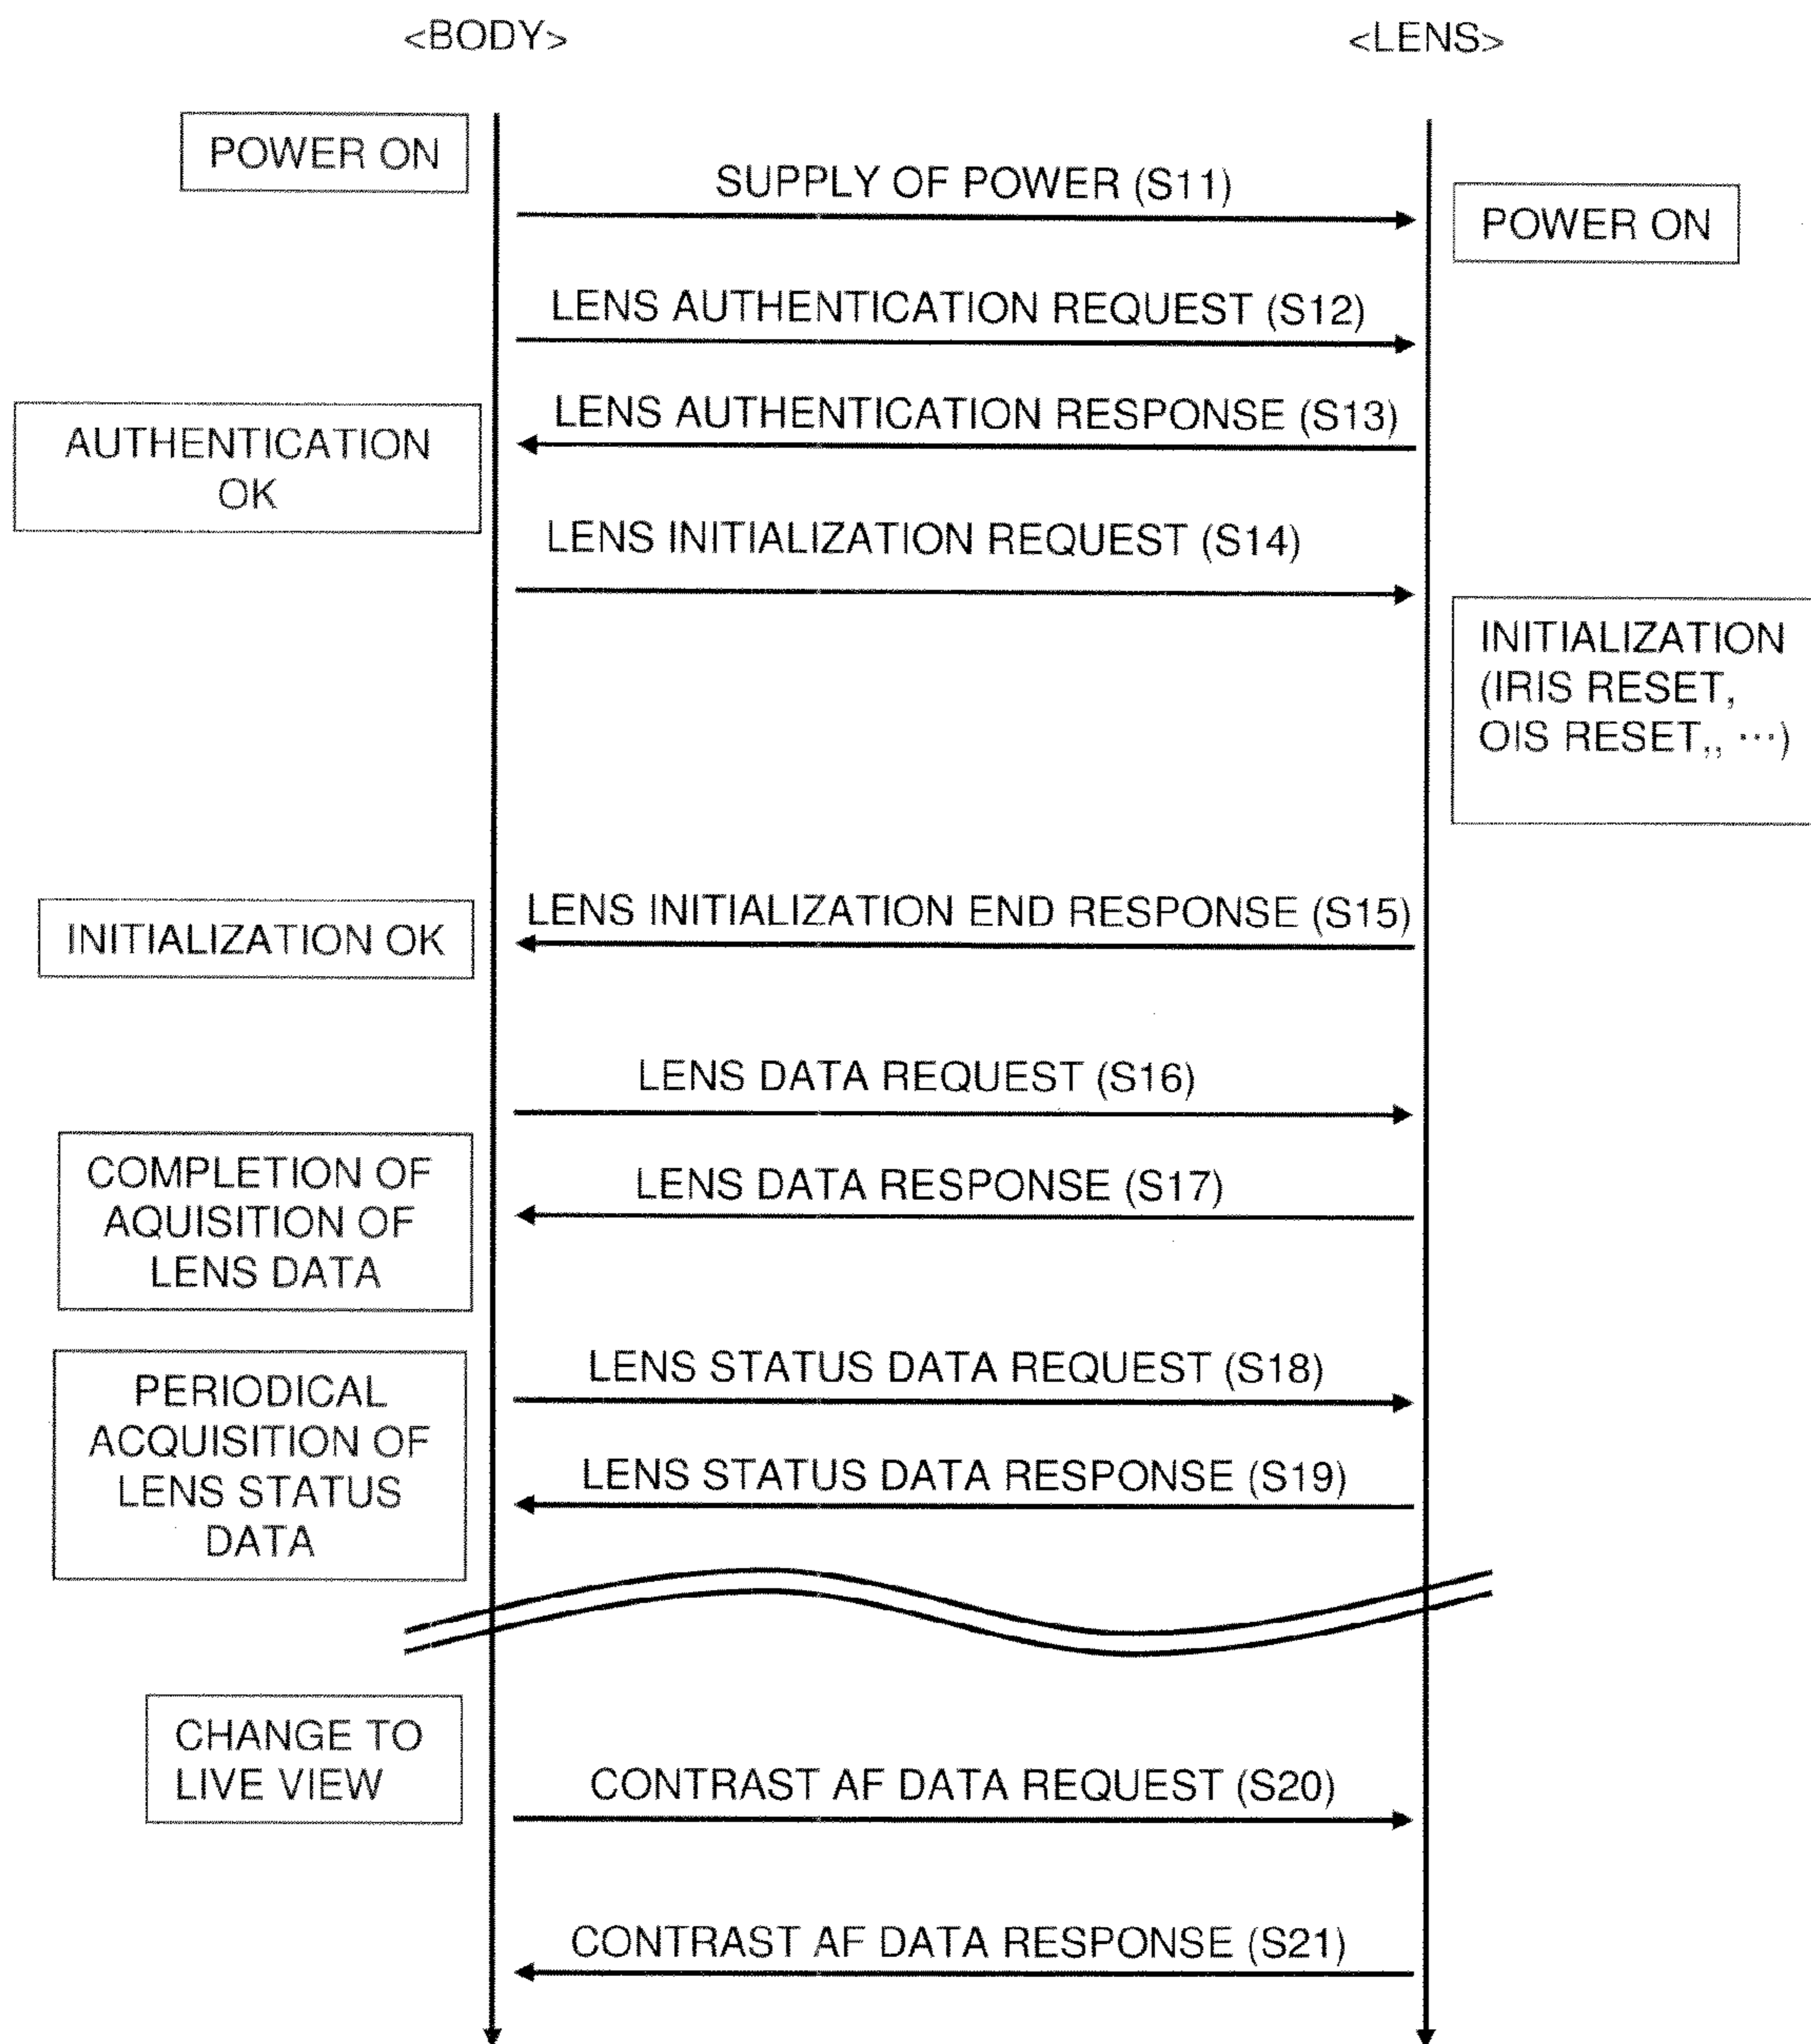 <BODY>
<LENS>
POWER ON
SUPPLY OF POWER (S11)
POWER ON
LENS AUTHENTICATION REQUEST (S12)
LENS AUTHENTICATION RESPONSE (S13)
AUTHENTICATION
OK
LENS INITIALIZATION REQUEST (S14)
INITIALIZATION
(IRIS RESET,
OIS RESET,, ···)
LENS INITIALIZATION END RESPONSE (S15)
INITIALIZATION OK
LENS DATA REQUEST (S16)
LENS DATA RESPONSE (S17)
COMPLETION OF
AQUISITION OF
LENS DATA
LENS STATUS DATA REQUEST (S18)
PERIODICAL
ACQUISITION OF
LENS STATUS
DATA
LENS STATUS DATA RESPONSE (S19)
CHANGE TO
LIVE VIEW
CONTRAST AF DATA REQUEST (S20)
CONTRAST AF DATA RESPONSE (S21)